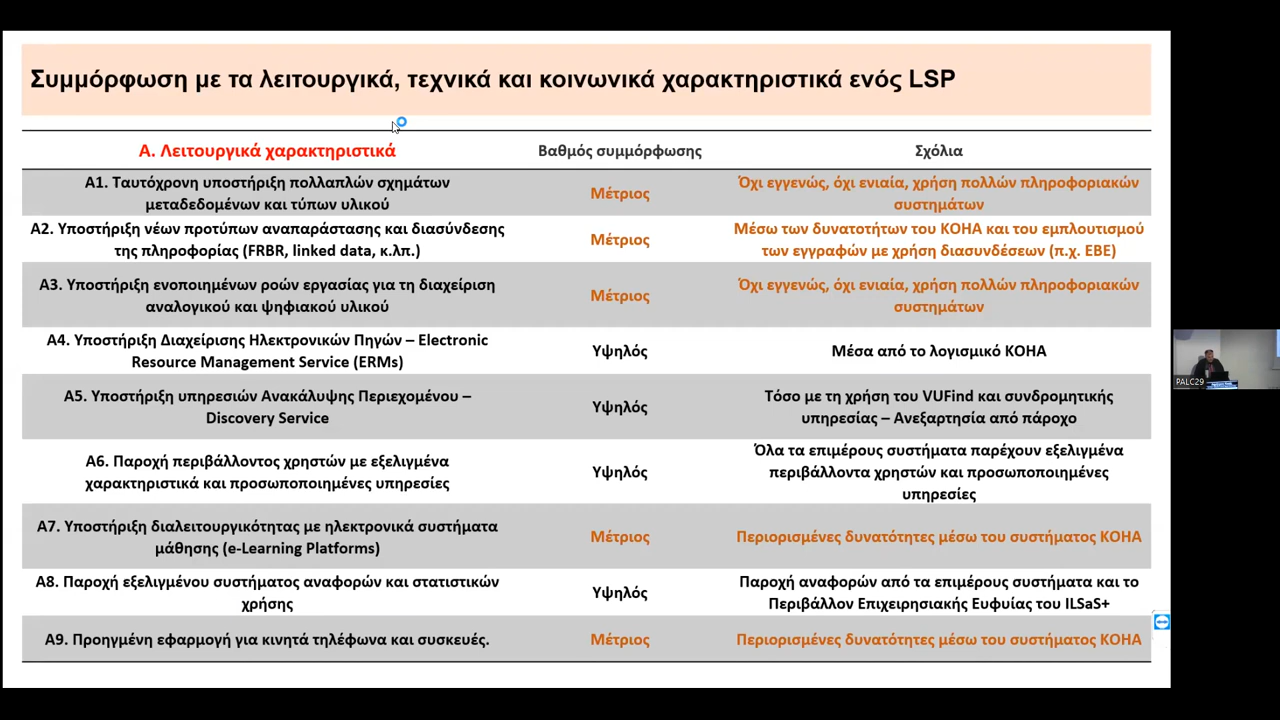 Συμμόρφωση με τα λειτουργικά, τεχνικά και κοινωνικά χαρακτηριστικά ενός LSP
Α. Λειτουργικά χαρακτηριστικά
Βαθμός συμμόρφωσης
Σχόλια
Α1. Ταυτόχρονη υποστήριξη πολλαπλών σχημάτων
μεταδεδομένων και τύπων υλικού
Μέτριος
Όχι εγγενώς, όχι ενιαία, χρήση πολλών πληροφοριακών
συστημάτων
Α2. Υποστήριξη νέων προτύπων αναπαράστασης και διασύνδεσης
της πληροφορίας (FRBR, linked data, κ.λπ.)
Μέτριος
Μέσω των δυνατοτήτων του ΚΟΗΑ και του εμπλουτισμού
των εγγραφών με χρήση διασυνδέσεων (π.χ. ΕΒΕ)
Α3. Υποστήριξη ενοποιημένων ροών εργασίας για τη διαχείριση
αναλογικού και ψηφιακού υλικού
Μέτριος
Όχι εγγενώς, όχι ενιαία, χρήση πολλών πληροφοριακών
συστημάτων
Α4. Υποστήριξη Διαχείρισης Ηλεκτρονικών Πηγών – Electronic
Resource Management Service (ERMs)
Υψηλός
Μέσα από το λογισμικό ΚΟΗΑ
Α5. Υποστήριξη υπηρεσιών Ανακάλυψης Περιεχομένου –
Discovery Service
Υψηλός
Τόσο με τη χρήση του VUFind και συνδρομητικής
υπηρεσίας – Ανεξαρτησία από πάροχο
Α6. Παροχή περιβάλλοντος χρηστών με εξελιγμένα
χαρακτηριστικά και προσωποποιημένες υπηρεσίες
Υψηλός
Όλα τα επιμέρους συστήματα παρέχουν εξελιγμένα
περιβάλλοντα χρηστών και προσωποποιημένες
υπηρεσίες
Α7. Υποστήριξη διαλειτουργικότητας με ηλεκτρονικά συστήματα
μάθησης (e-Learning Platforms)
Μέτριος
Περιορισμένες δυνατότητες μέσω του συστήματος ΚΟΗΑ
Α8. Παροχή εξελιγμένου συστήματος αναφορών και στατιστικών
χρήσης
Υψηλός
Παροχή αναφορών από τα επιμέρους συστήματα και το
Περιβάλλον Επιχειρησιακής Ευφυίας του ILSaS+
Α9. Προηγμένη εφαρμογή για κινητά τηλέφωνα και συσκευές.
Μέτριος
Περιορισμένες δυνατότητες μέσω του συστήματος ΚΟΗΑ
PALC29